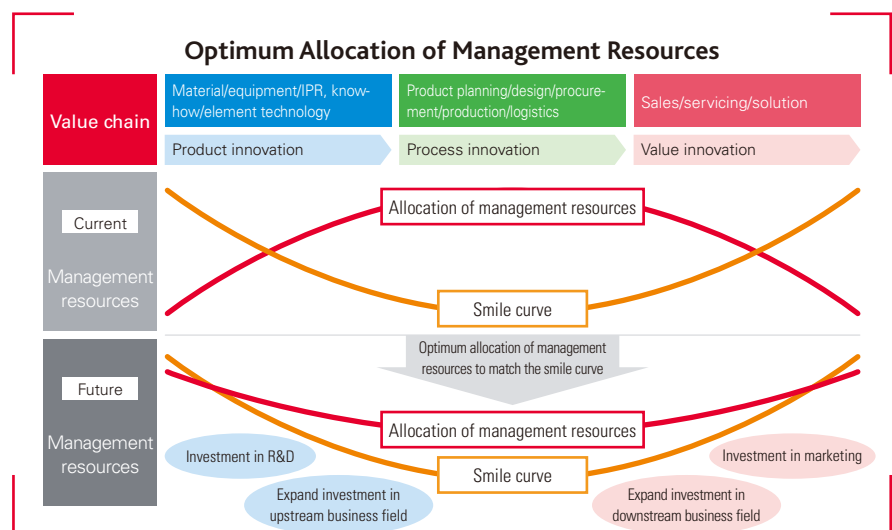 Optimum Allocation of Management Resources
Value chain
Material/equipment/IPR, know-
how/element technology
Product planning/design/procure-
ment/production/logistics
Sales/servicing/solution
Product innovation
Process innovation
Value innovation
Current
Management
resources
Allocation of management resources
Smile curve
Optimum allocation of management
resources to match the smile curve
Future
Management
resources
Allocation of management resources
Smile curve
Investment in R&D
Expand investment in
upstream business field
Expand investment in
downstream business field
Investment in marketing